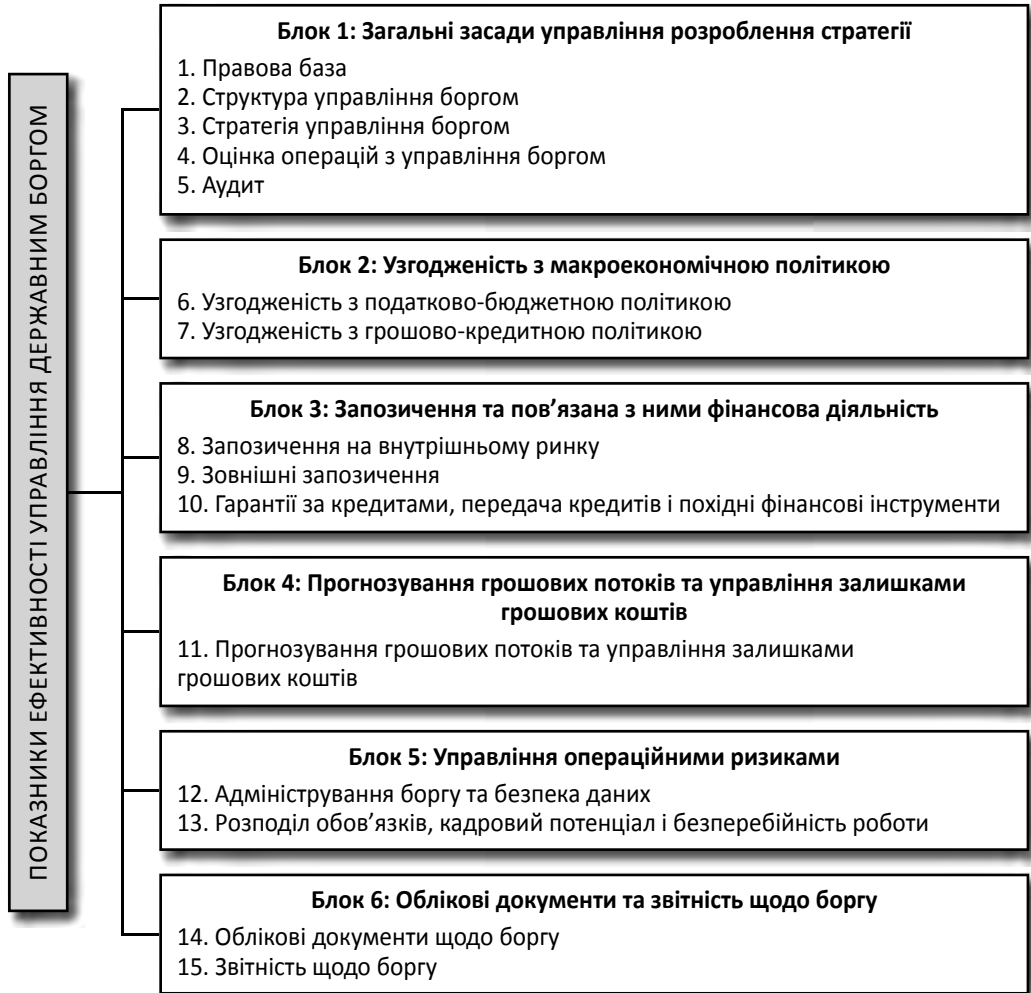 ПОКАЗНИКИ ЕФЕКТИВНОСТІ УПРАВЛІННЯ ДЕРЖАВНИМ БОРГОМ
Блок 1: Загальні засади управління розроблення стратегії
1. Правова база
2. Структура управління боргом
3. Стратегія управління боргом
4. Оцінка операцій з управління боргом
5. Аудит
Блок 2: Узгодженість з макроекономічною політикою
6. Узгодженість з податково-бюджетною політикою
7. Узгодженість з грошово-кредитною політикою
Блок 3: Запозичення та пов’язана з ними фінансова діяльність
8. Запозичення на внутрішньому ринку
9. Зовнішні запозичення
10. Гарантії за кредитами, передача кредитів і похідні фінансові інструменти
Блок 4: Прогнозування грошових потоків та управління залишками
грошових коштів
11. Прогнозування грошових потоків та управління залишками
грошових коштів
Блок 5: Управління операційними ризиками
12. Адміністрування боргу та безпека даних
13. Розподіл обов’язків, кадровий потенціал і безперебійність роботи
Блок 6: Облікові документи та звітність щодо боргу
14. Облікові документи щодо боргу
15. Звітність щодо боргу